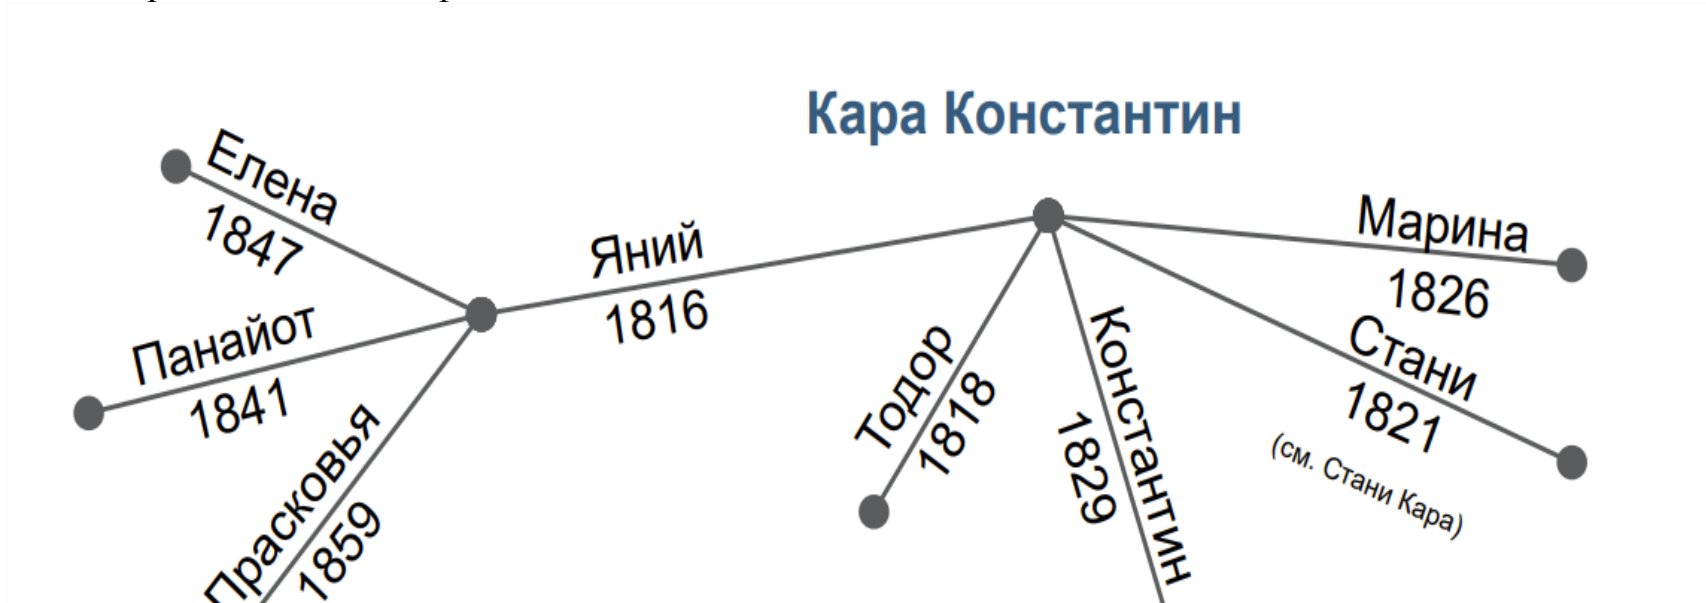 Кара Константин
Елена
1847
Яний
1816
Марина
1826
Панайот
1841
Стани
1821
(см. Стани Кара)
Тодор
1818
Константин
1829
Прасковья
1859